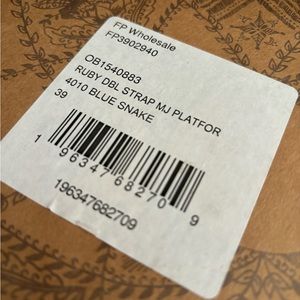 FP Wholesale
FP3902940
OB1540883
RUBY DBL STRAP MJ PLATFOR
4010 BLUE SNAKE
39
1 96347 68270 9
196347682709